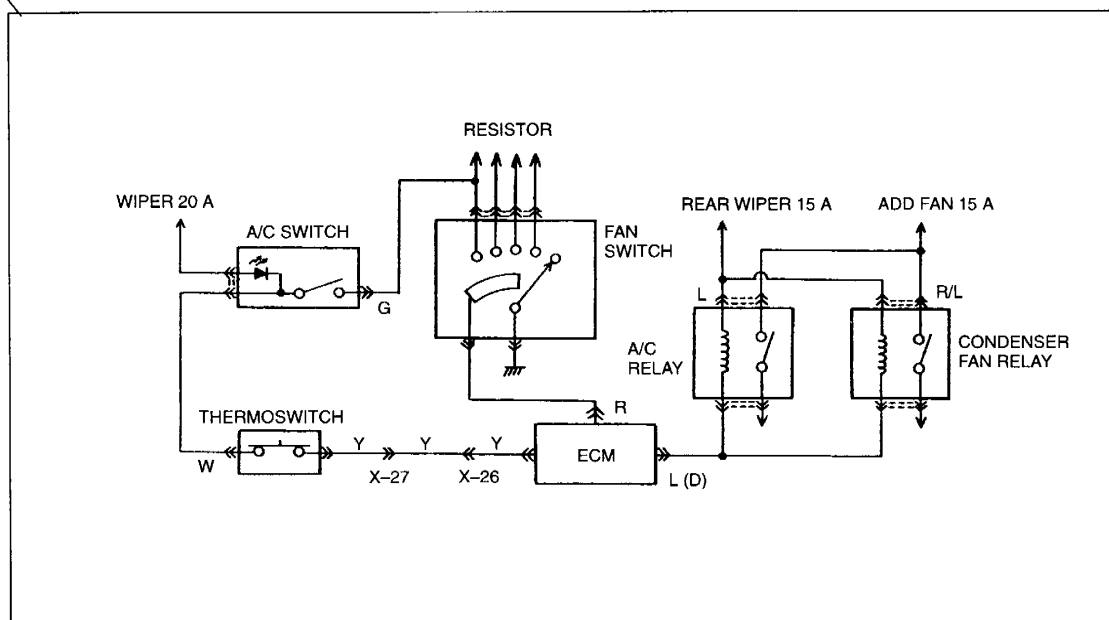 RESISTOR
WIPER 20 A
A/C SWITCH
FAN
SWITCH
REAR WIPER 15 A
ADD FAN 15 A
G
L
R/L
A/C
RELAY
CONDENSER
FAN RELAY
THERMOSWITCH
R
W
Y
Y
Y
X–27
X–26
ECM
L (D)